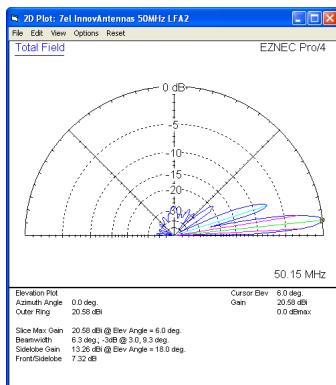 2D Plot: 7el InnovAntennas 50MHz LFA2
File Edit View Options Reset
Total Field EZNEC Pro/4
0 dB
-5
-10
-15
-20
-30
50.15 MHz
Elevation Plot Cursor Elev 6.0 deg.
Azimuth Angle 0.0 deg. Gain 20.58 dBi
Outer Ring 20.58 dBi 0.0 dBmax
Slice Max Gain 20.58 dBi @ Elev Angle = 6.0 deg.
Beamwidth 6.3 deg.; -3dB @ 3.0, 9.3 deg.
Sidelobe Gain 13.26 dBi @ Elev Angle = 18.0 deg.
Front/Sidelobe 7.32 dB